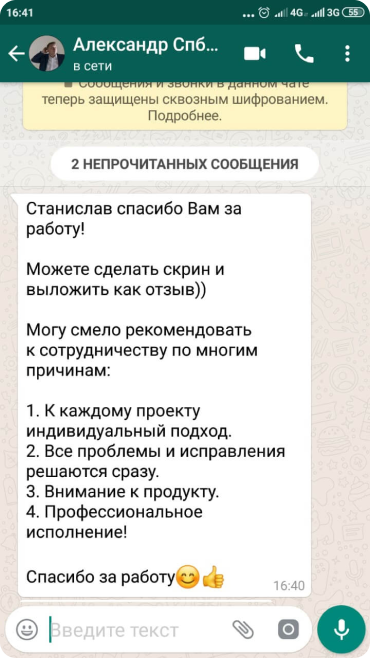 16:41
4G
3G
55
Александр Спб...
в сети
Сообщения и звонки в данном чате
теперь защищены сквозным шифрованием.
Подробнее.
2 НЕПРОЧИТАННЫХ СООБЩЕНИЯ
Станислав спасибо Вам за
работу!
Можете сделать скрин и
выложить как отзыв))
Могу смело рекомендовать
к сотрудничеству по многим
причинам:
1. К каждому проекту
индивидуальный подход.
2. Все проблемы и исправления
решаются сразу.
3. Внимание к продукту.
4. Профессиональное
исполнение!
Спасибо за работу😊👍
16:40
Введите текст